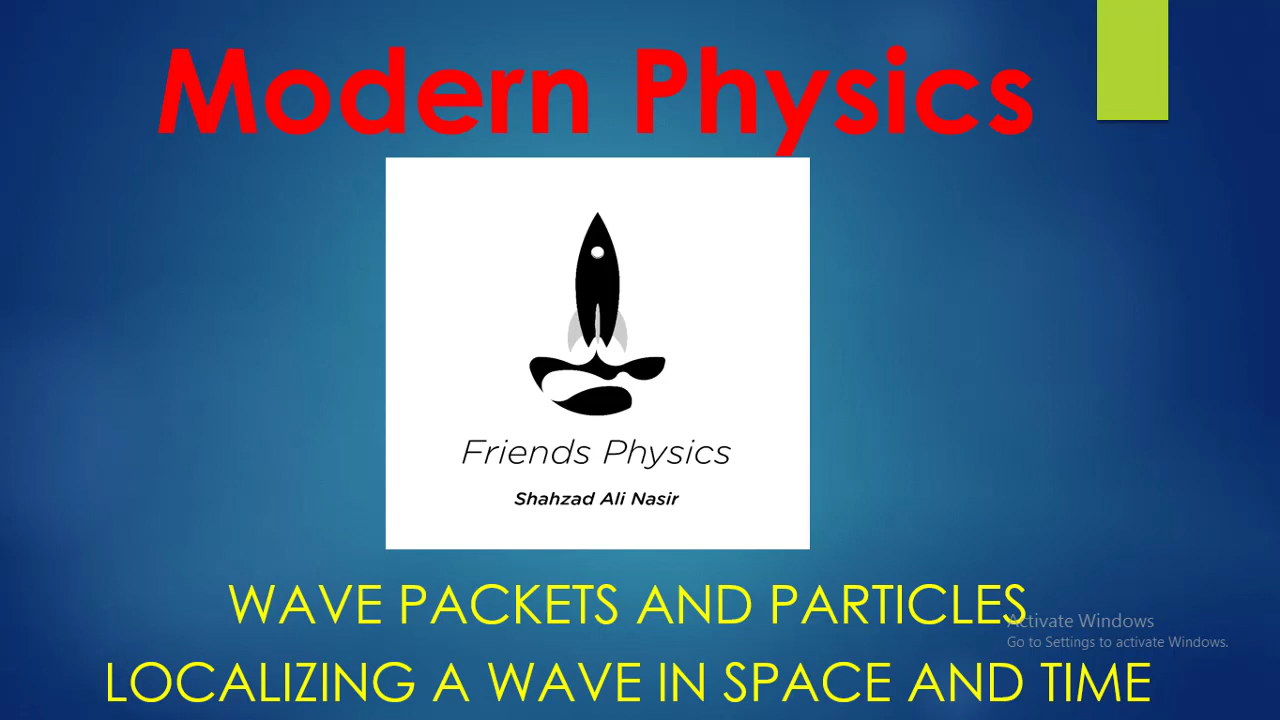 Modern Physics
Friends Physics
Shahzad Ali Nasir
WAVE PACKETS AND PARTICLES
Activate Windows
Go to Settings to activate Windows.
LOCALIZING A WAVE IN SPACE AND TIME